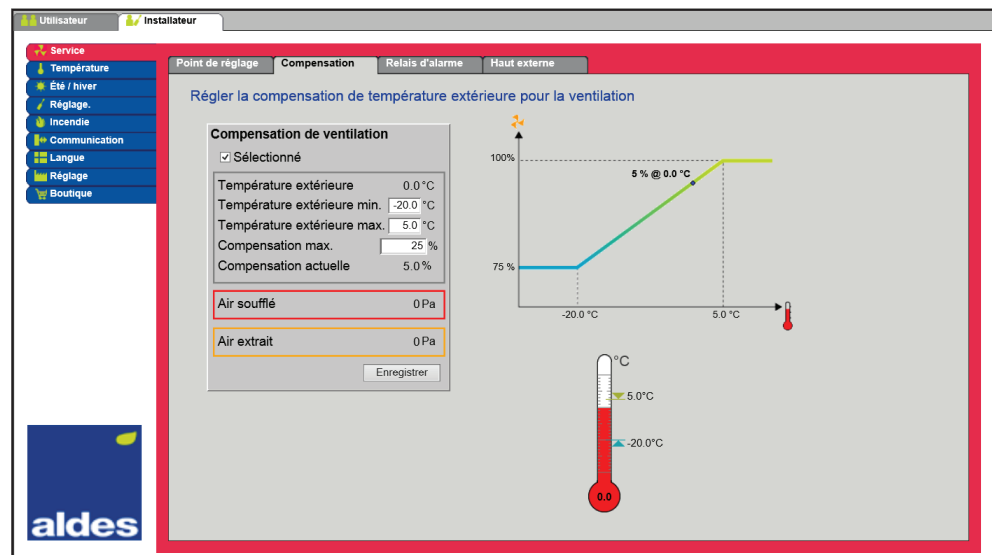 Utilisateur
Installateur
Service
Température
Été / hiver
Réglage.
Incendie
Communication
Langue
Réglage
Boutique
Point de réglage
Compensation
Relais d'alarme
Haut externe
Régler la compensation de température extérieure pour la ventilation
Compensation de ventilation
Sélectionné
Température extérieure 0.0 °C
Température extérieure min. -20.0 °C
Température extérieure max. 5.0 °C
Compensation max. 25 %
Compensation actuelle 5.0 %
Air soufflé 0 Pa
Air extrait 0 Pa
Enregistrer
100%
5 % @ 0.0 °C
75 %
-20.0 °C
5.0 °C
°C
5.0°C
-20.0°C
0.0
aldes